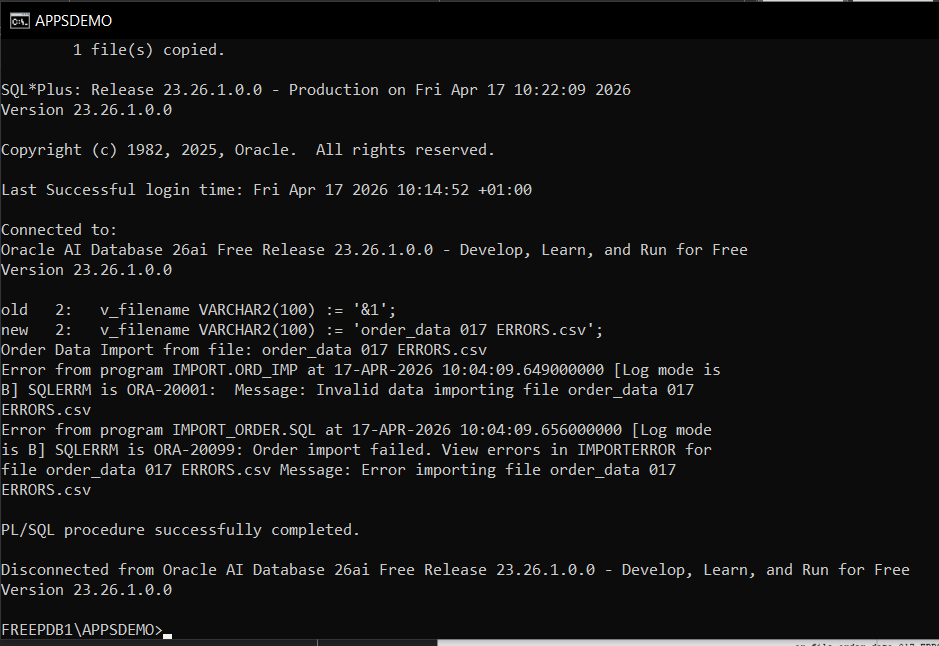 APPSDEMO
1 file(s) copied.
SQL*Plus: Release 23.26.1.0.0 - Production on Fri Apr 17 10:22:09 2026
Version 23.26.1.0.0
Copyright (c) 1982, 2025, Oracle.  All rights reserved.
Last Successful login time: Fri Apr 17 2026 10:14:52 +01:00
Connected to:
Oracle AI Database 26ai Free Release 23.26.1.0.0 - Develop, Learn, and Run for Free
Version 23.26.1.0.0
old   2:   v_filename VARCHAR2(100) := '&1';
new   2:   v_filename VARCHAR2(100) := 'order_data 017 ERRORS.csv';
Order Data Import from file: order_data 017 ERRORS.csv
Error from program IMPORT.ORD_IMP at 17-APR-2026 10:04:09.649000000 [Log mode is
B] SQLERRM is ORA-20001:  Message: Invalid data importing file order_data 017
ERRORS.csv
Error from program IMPORT_ORDER.SQL at 17-APR-2026 10:04:09.656000000 [Log mode
is B] SQLERRM is ORA-20099: Order import failed. View errors in IMPORTERROR for
file order_data 017 ERRORS.csv Message: Error importing file order_data 017
ERRORS.csv
PL/SQL procedure successfully completed.
Disconnected from Oracle AI Database 26ai Free Release 23.26.1.0.0 - Develop, Learn, and Run for Free
Version 23.26.1.0.0
FREEPDB1\APPSDEMO>